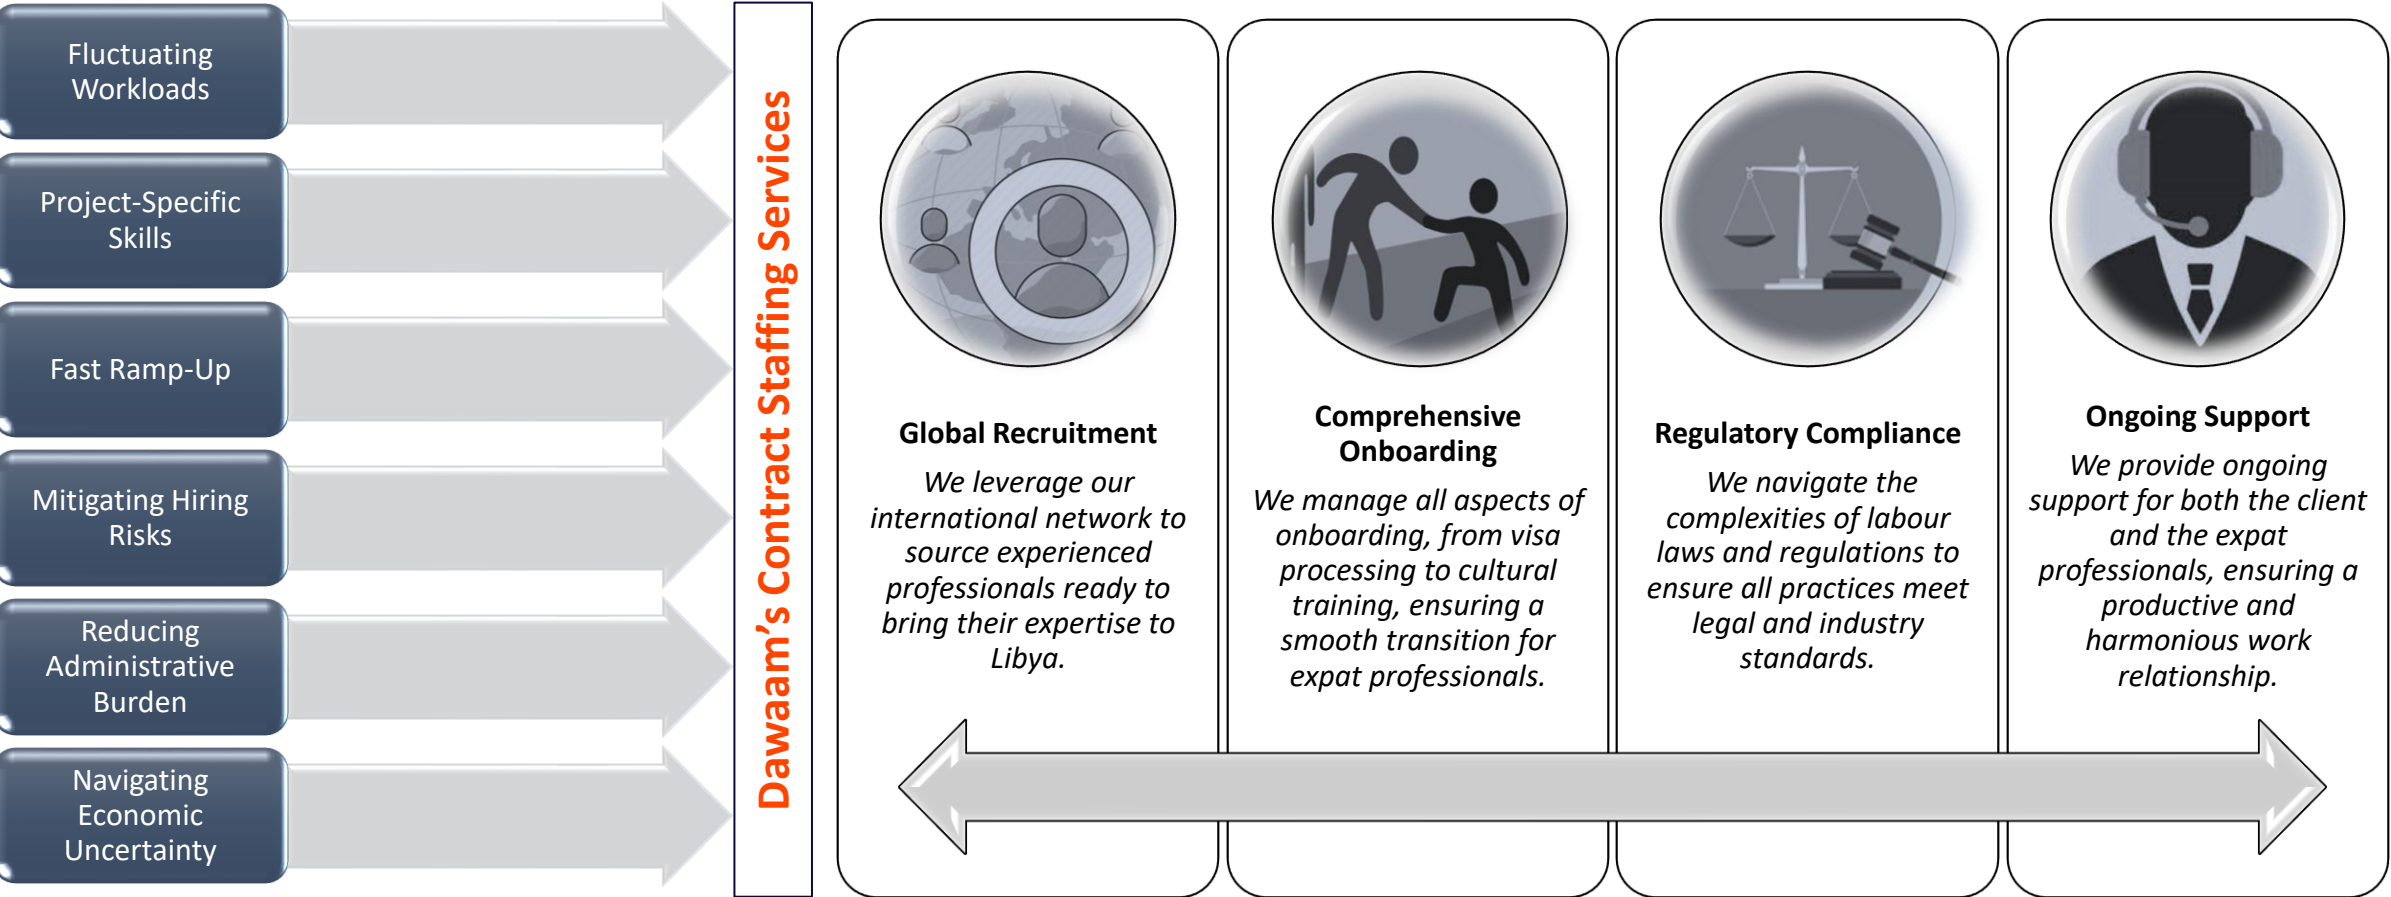 Fluctuating
Workloads
Project-Specific
Skills
Fast Ramp-Up
Mitigating Hiring
Risks
Reducing
Administrative
Burden
Navigating
Economic
Uncertainty
Dawaam’s Contract Staffing Services
Global Recruitment
We leverage our
international network to
source experienced
professionals ready to
bring their expertise to
Libya.
Comprehensive
Onboarding
We manage all aspects of
onboarding, from visa
processing to cultural
training, ensuring a
smooth transition for
expat professionals.
Regulatory Compliance
We navigate the
complexities of labour
laws and regulations to
ensure all practices meet
legal and industry
standards.
Ongoing Support
We provide ongoing
support for both the client
and the expat
professionals, ensuring a
productive and
harmonious work
relationship.